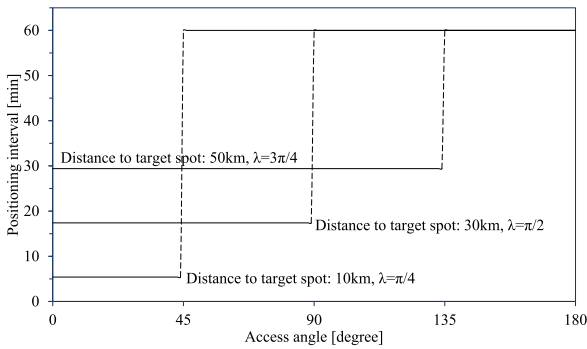 Positioning interval [min]
60
50
40
30
20
10
0
Distance to target spot: 50km, λ=3π/4
Distance to target spot: 30km, λ=π/2
Distance to target spot: 10km, λ=π/4
0 45 90 135 180
Access angle [degree]